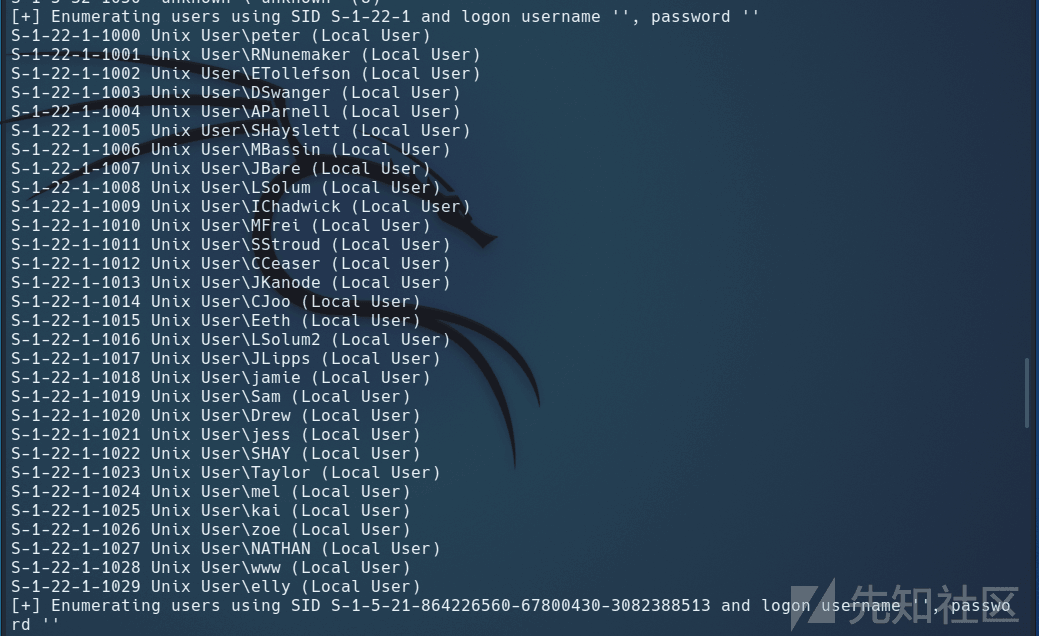 [+] Enumerating users using SID S-1-22-1 and logon username '', password ''
S-1-22-1-1000 Unix User\peter (Local User)
S-1-22-1-1001 Unix User\RNunemaker (Local User)
S-1-22-1-1002 Unix User\ETollefson (Local User)
S-1-22-1-1003 Unix User\DSwanger (Local User)
S-1-22-1-1004 Unix User\AParnell (Local User)
S-1-22-1-1005 Unix User\SHayslett (Local User)
S-1-22-1-1006 Unix User\MBassin (Local User)
S-1-22-1-1007 Unix User\JBare (Local User)
S-1-22-1-1008 Unix User\LSolum (Local User)
S-1-22-1-1009 Unix User\IChadwick (Local User)
S-1-22-1-1010 Unix User\MFrei (Local User)
S-1-22-1-1011 Unix User\SStroud (Local User)
S-1-22-1-1012 Unix User\CCeaser (Local User)
S-1-22-1-1013 Unix User\JKanode (Local User)
S-1-22-1-1014 Unix User\CJoo (Local User)
S-1-22-1-1015 Unix User\Eeth (Local User)
S-1-22-1-1016 Unix User\LSolum2 (Local User)
S-1-22-1-1017 Unix User\JLipps (Local User)
S-1-22-1-1018 Unix User\jamie (Local User)
S-1-22-1-1019 Unix User\Sam (Local User)
S-1-22-1-1020 Unix User\Drew (Local User)
S-1-22-1-1021 Unix User\jess (Local User)
S-1-22-1-1022 Unix User\SHAY (Local User)
S-1-22-1-1023 Unix User\Taylor (Local User)
S-1-22-1-1024 Unix User\mel (Local User)
S-1-22-1-1025 Unix User\kai (Local User)
S-1-22-1-1026 Unix User\zoe (Local User)
S-1-22-1-1027 Unix User\NATHAN (Local User)
S-1-22-1-1028 Unix User\www (Local User)
S-1-22-1-1029 Unix User\elly (Local User)
[+] Enumerating users using SID S-1-5-21-864226560-67800430-3082388513 and logon username '', passwo
rd ''
先知社区